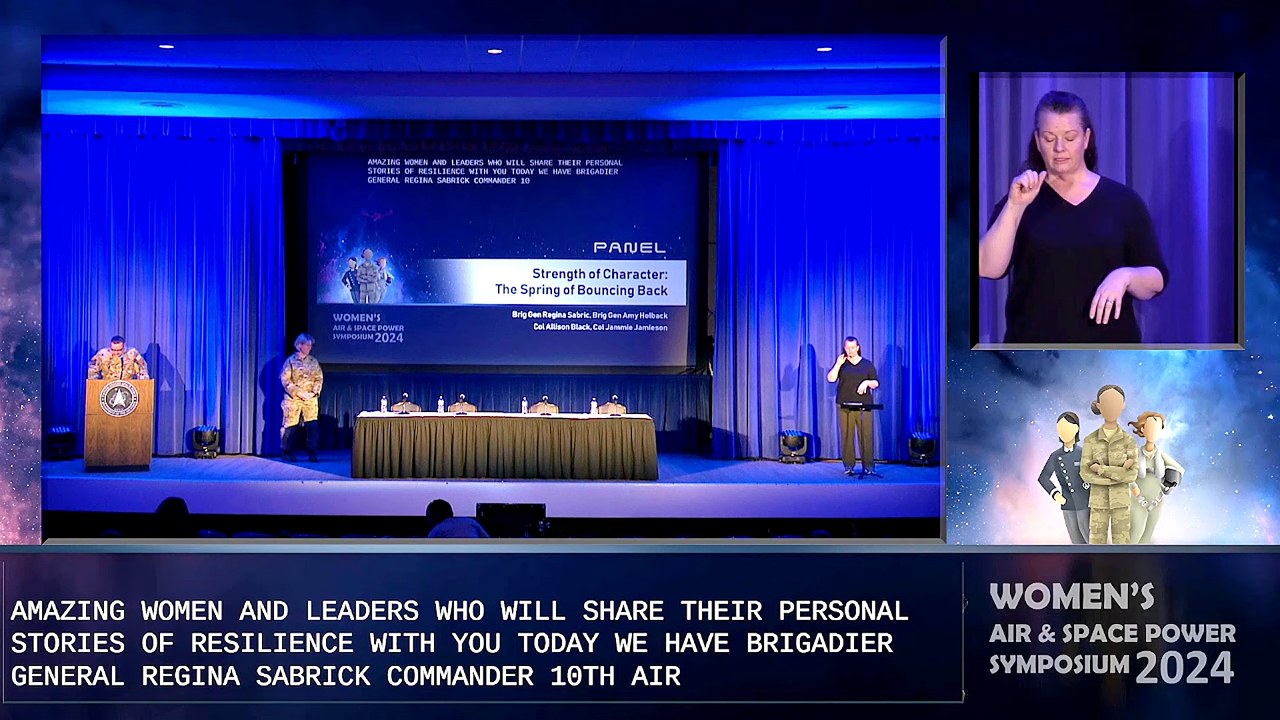 AMAZING WOMEN AND LEADERS WHO WILL SHARE THEIR PERSONAL
STORIES OF RESILIENCE WITH YOU TODAY WE HAVE BRIGADIER
GENERAL REGINA SABRICK COMMANDER 10
PANEL
Strength of Character:
The Spring of Bouncing Back
Brig Gen Regina Sabric, Brig Gen Amy Holback
Col Allison Black, Col Jammie Jamieson
WOMEN'S
AIR & SPACE POWER
SYMPOSIUM 2024
AMAZING WOMEN AND LEADERS WHO WILL SHARE THEIR PERSONAL
STORIES OF RESILIENCE WITH YOU TODAY WE HAVE BRIGADIER
GENERAL REGINA SABRICK COMMANDER 10TH AIR
WOMEN'S
AIR & SPACE POWER
SYMPOSIUM 2024